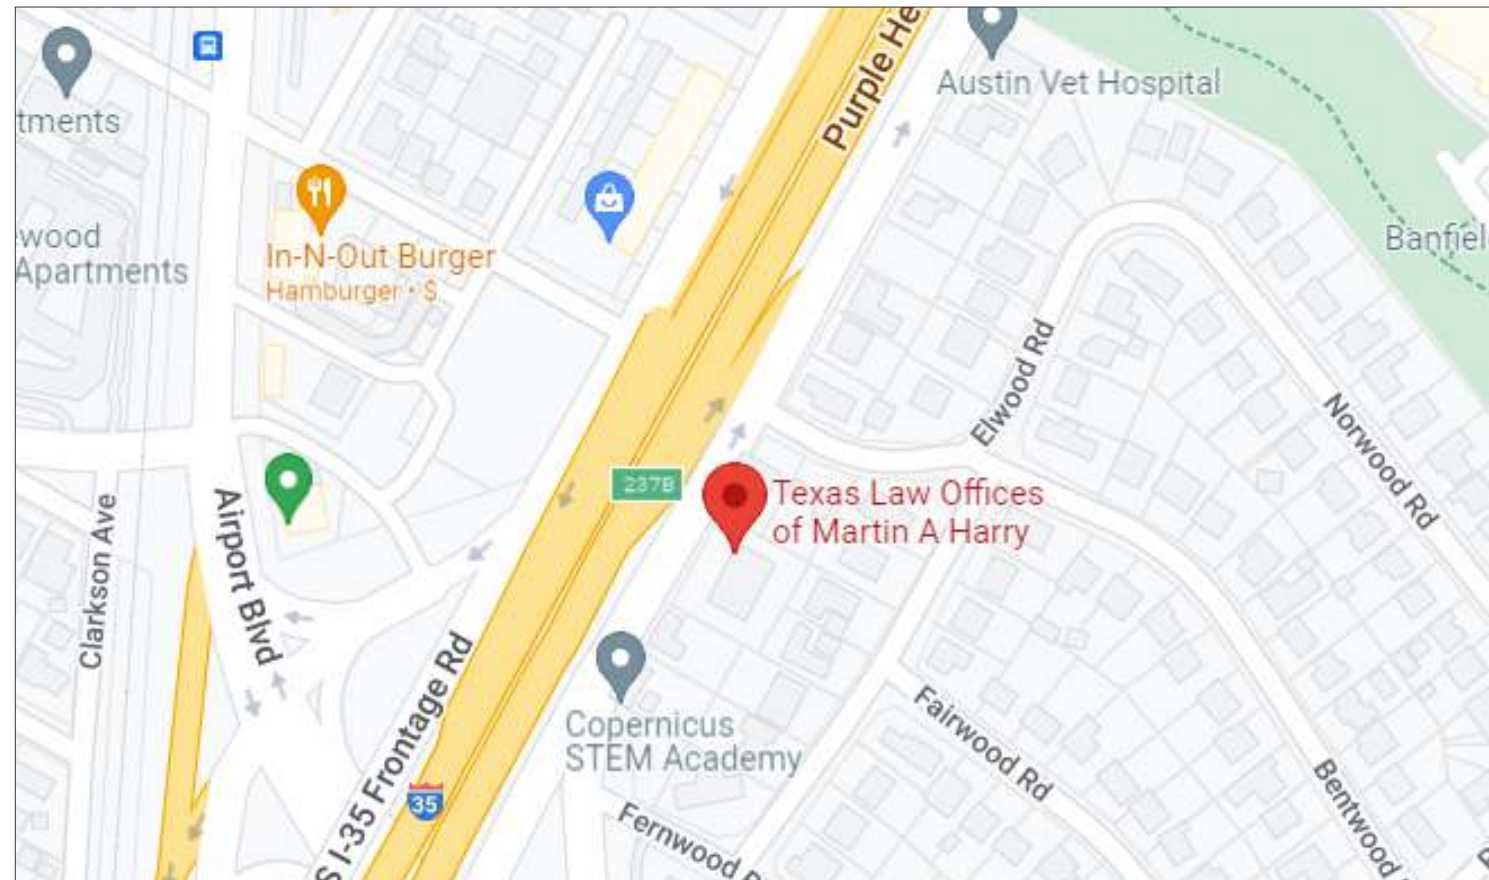 Purple He
Austin Vet Hospital
tments
wood
Apartments
In-N-Out Burger
Hamburger · $
Banfiel
Elwood Rd
Norwood Rd
237B
Texas Law Offices
of Martin A Harry
Clarkson Ave
Airport Blvd
S I-35 Frontage Rd
35
Copernicus
STEM Academy
Fairwood Rd
Fernwood
Bentwood